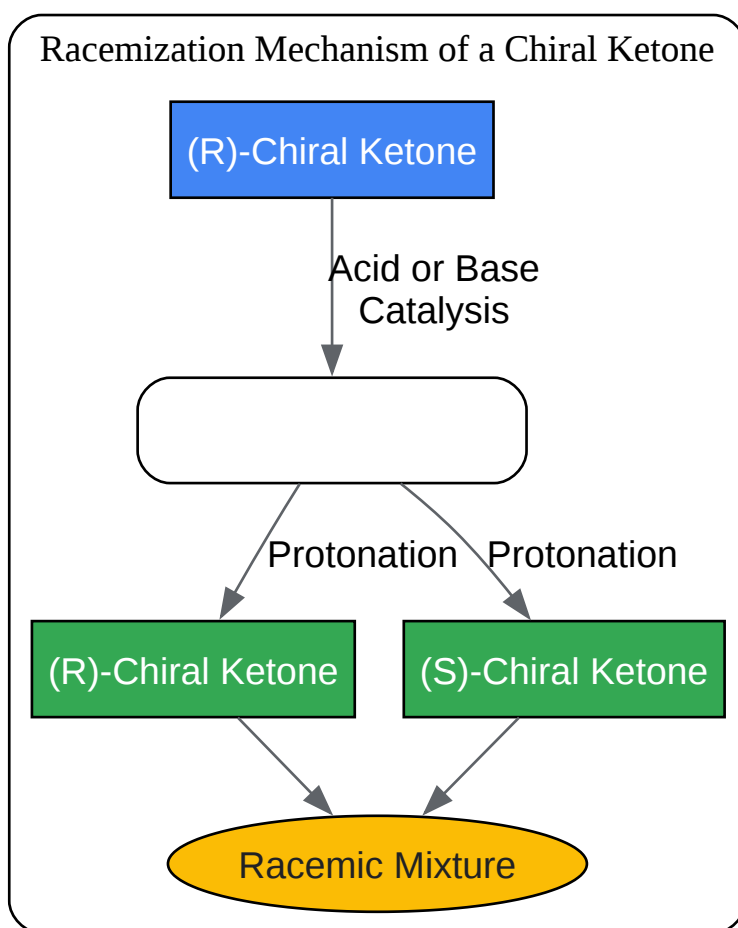 Racemization Mechanism of a Chiral Ketone
(R)-Chiral Ketone
Acid or Base
Catalysis
Protonation
Protonation
(R)-Chiral Ketone
(S)-Chiral Ketone
Racemic Mixture